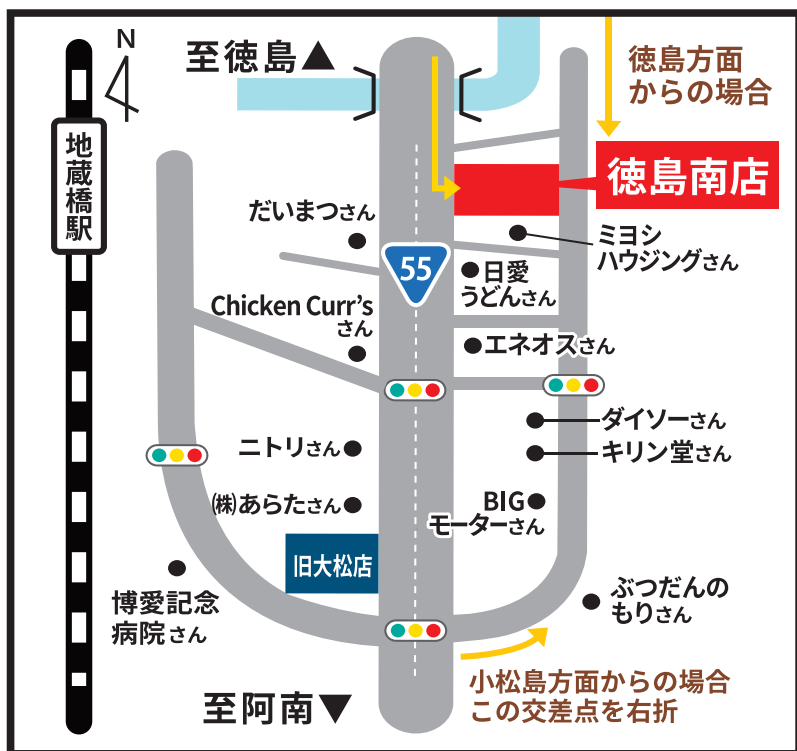 N
至徳島▲
徳島方面
からの場合
地蔵橋駅
徳島南店
だいまつさん
ミヨシ
ハウジングさん
55
日愛
うどんさん
Chicken Curr's
さん
エネオスさん
ダイソーさん
ニトリさん
キリン堂さん
㈱あらたさん
BIG
モーターさん
旧大松店
博愛記念
病院さん
ぶつだんの
もりさん
小松島方面からの場合
この交差点を右折
至阿南▼